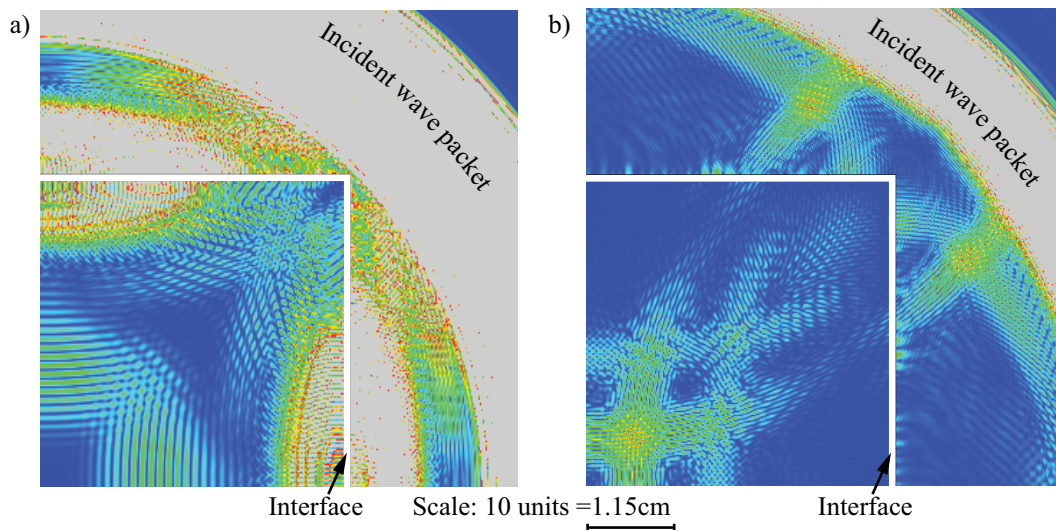 a)
Incident wave packet
b)
Incident wave packet
Interface
Scale: 10 units =1.15cm
Interface